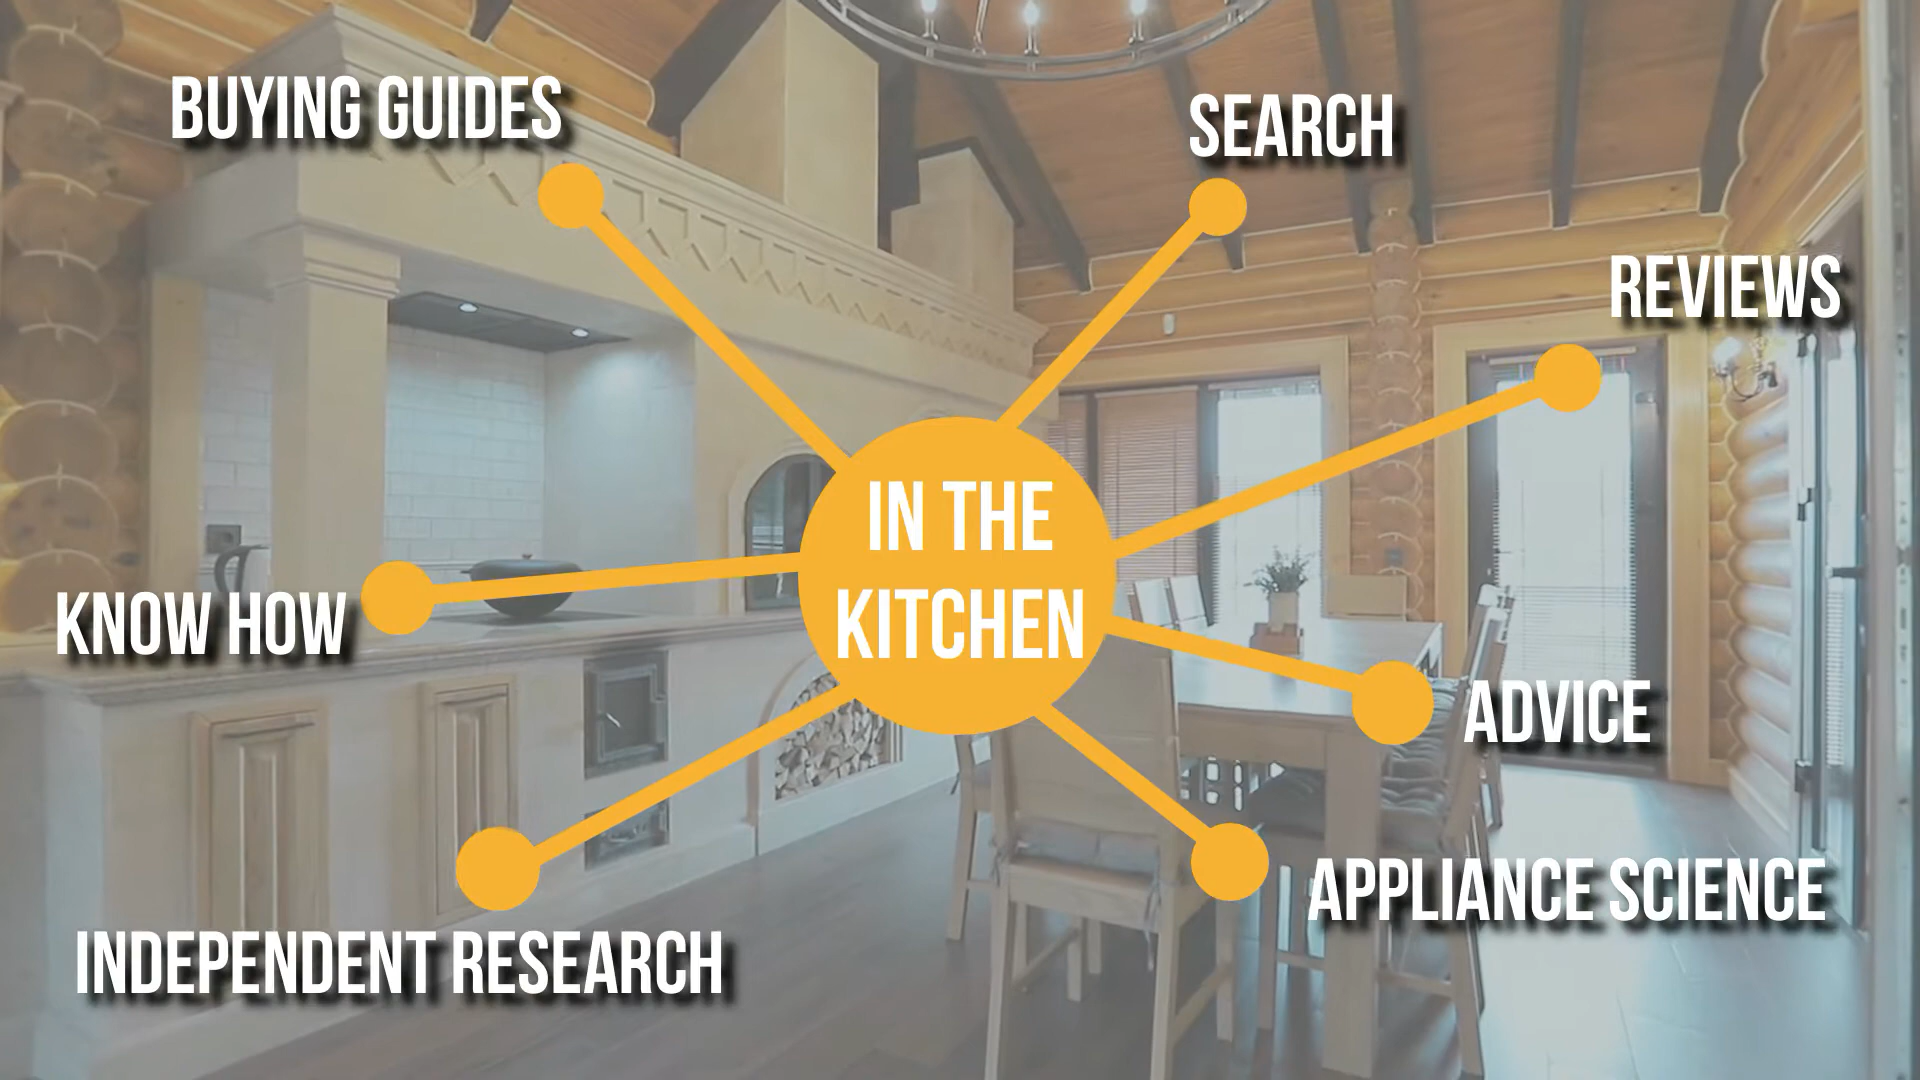 BUYING GUIDES
SEARCH
REVIEWS
IN THE
KITCHEN
KNOW HOW
ADVICE
APPLIANCE SCIENCE
INDEPENDENT RESEARCH